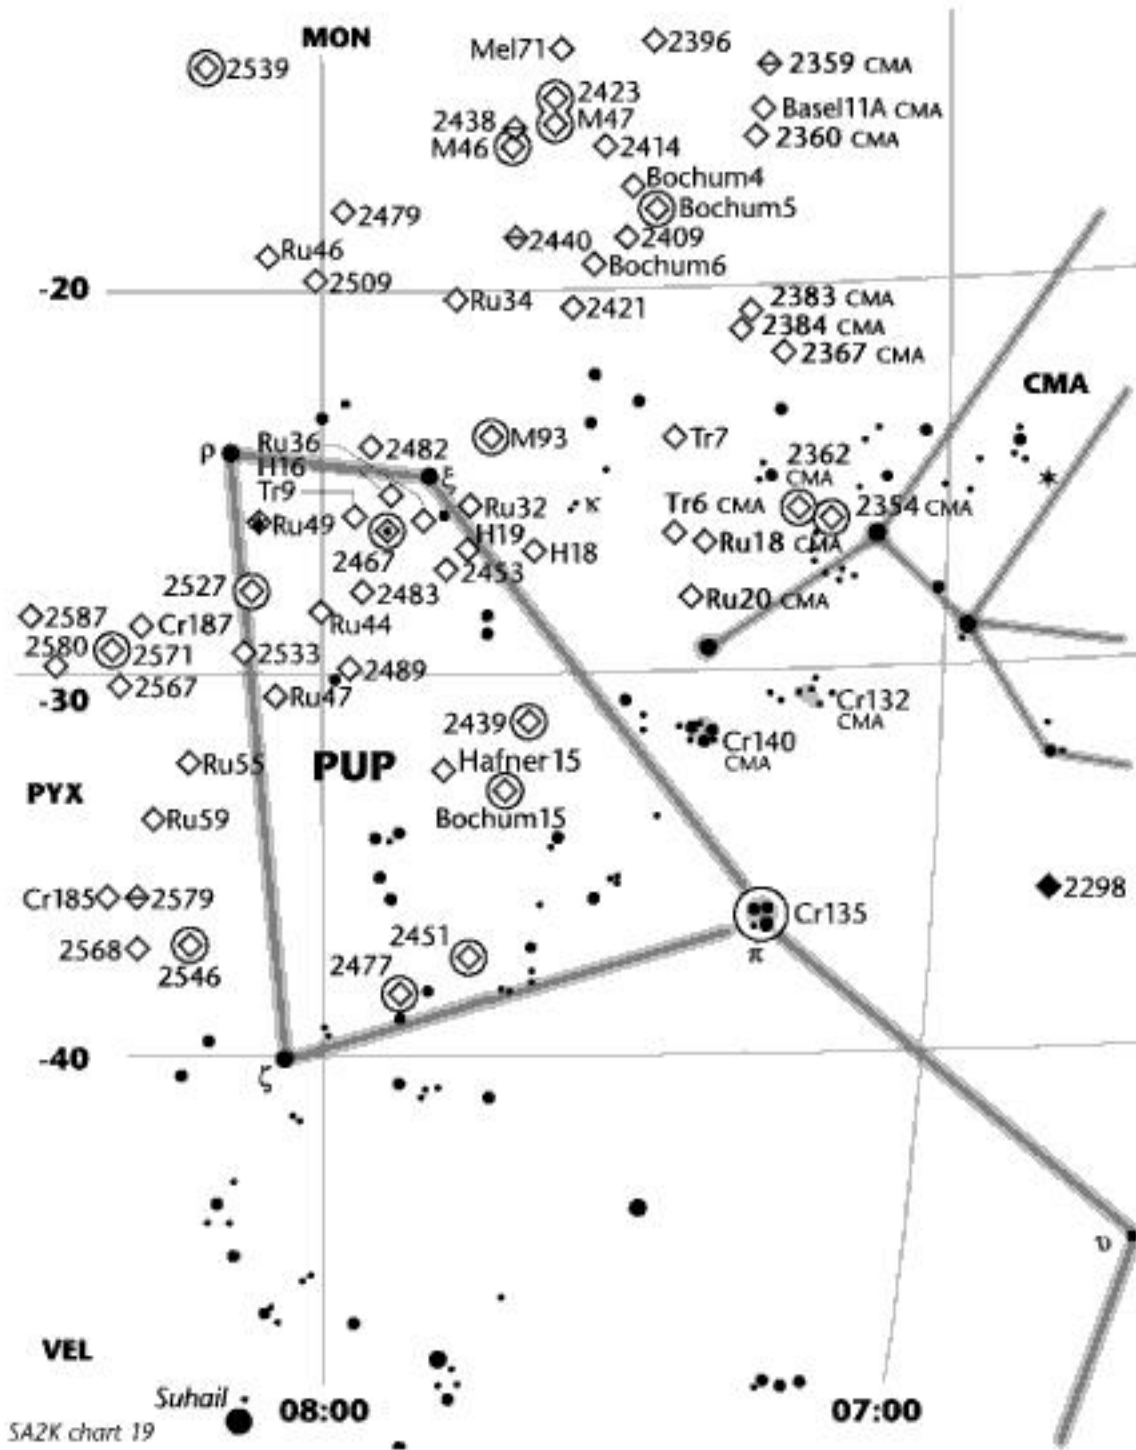 MON
Mel71
2396
2539
2359 CMA
2423
Basel11A CMA
2438
M47
2360 CMA
M46
2414
Bochum4
2479
Bochum5
Ru46
2440
2409
2509
Bochum6
-20
Ru34
2421
2383 CMA
2384 CMA
2367 CMA
CMA
ρ
Ru36
2482
M93
Tr7
2362
CMA
H16
ξ
Tr9
Ru32
κ
Tr6 CMA
2354 CMA
Ru49
H19
2467
H18
Ru18 CMA
2453
2527
2483
Ru20 CMA
2587
Cr187
Ru44
2580
2571
2533
2489
2567
-30
Ru47
Cr132
CMA
2439
Cr140
CMA
Ru55
PUP
Hafner15
PYX
Ru59
Bochum15
Cr185
2579
2298
Cr135
2568
2451
π
2546
2477
-40
ζ
υ
VEL
Suhail
08:00
07:00
SA2K chart 19